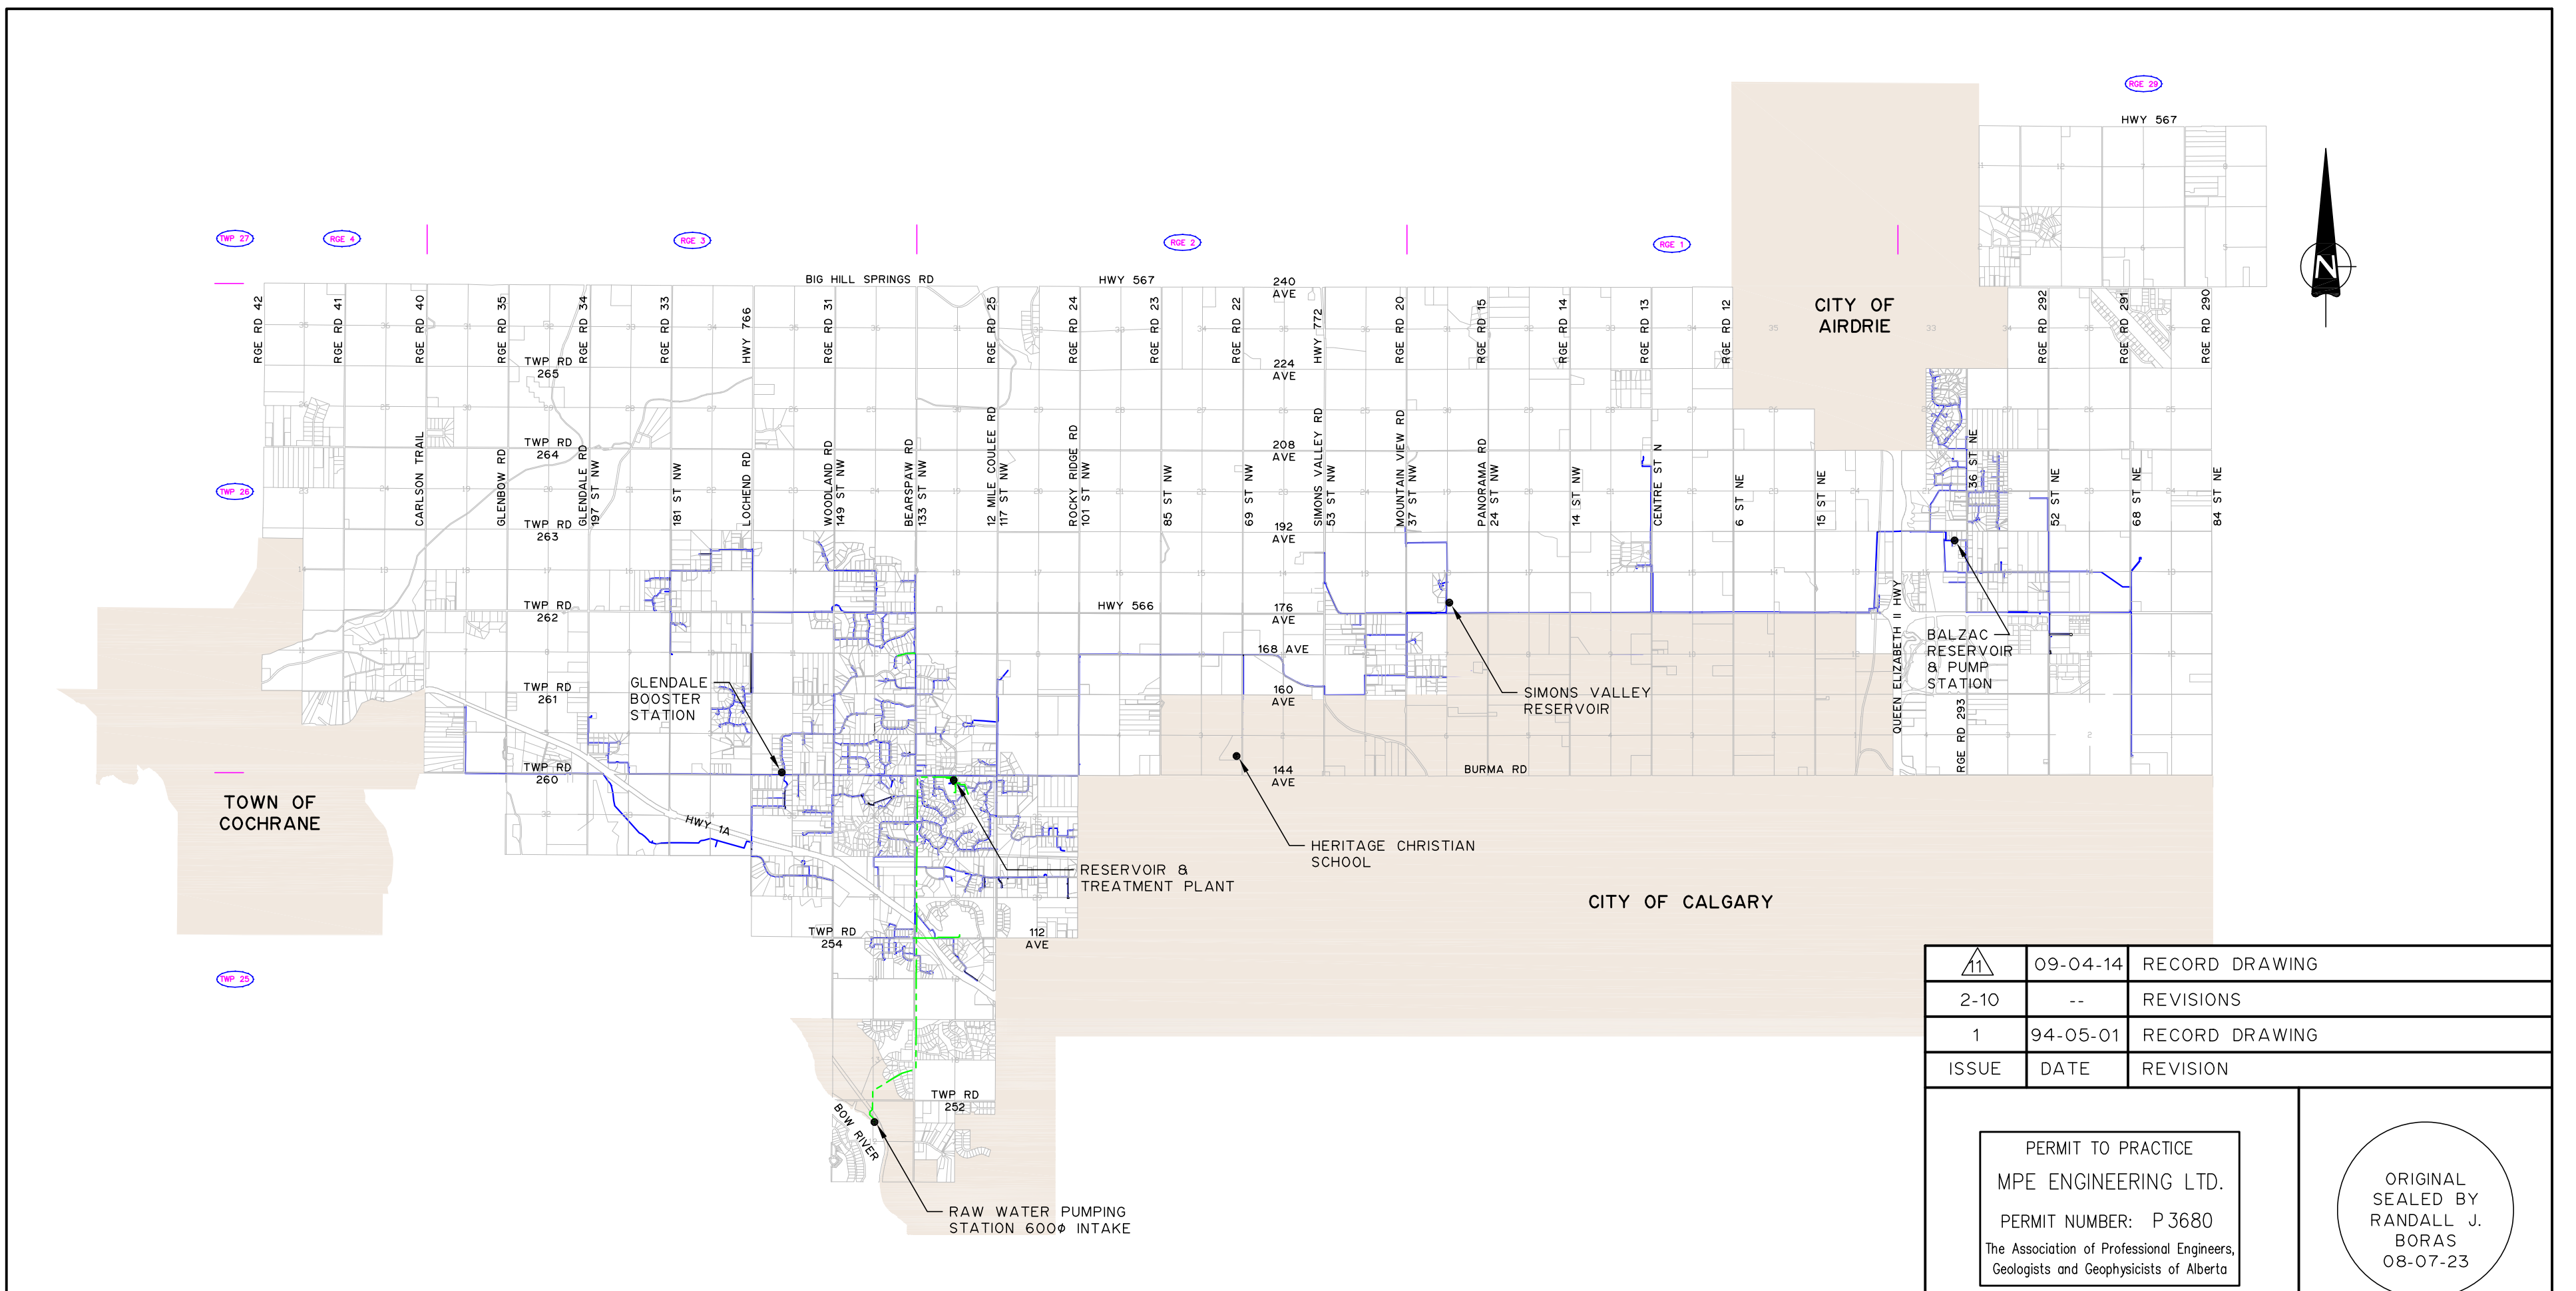 RGE 29
HWY 567
TWP 27
RGE 4
RGE 3
RGE 2
RGE 1
BIG HILL SPRINGS RD
HWY 567
240
AVE
CITY OF
AIRDRIE
RGE RD 42
RGE RD 41
RGE RD 40
RGE RD 35
RGE RD 34
RGE RD 33
HWY 766
RGE RD 31
RGE RD 25
RGE RD 24
RGE RD 23
RGE RD 22
HWY 772
RGE RD 20
RGE RD 15
RGE RD 14
RGE RD 13
RGE RD 12
RGE RD 292
RGE RD 291
RGE RD 290
N
TWP RD
265
224
AVE
TWP RD
264
208
AVE
CARLSON TRAIL
GLENBOW RD
GLENDALE RD
197 ST NW
181 ST NW
LOCHEND RD
WOODLAND RD
149 ST NW
BEARSPAW RD
133 ST NW
12 MILE COULEE RD
117 ST NW
ROCKY RIDGE RD
101 ST NW
85 ST NW
69 ST NW
SIMONS VALLEY RD
53 ST NW
MOUNTAIN VIEW RD
37 ST NW
PANORAMA RD
24 ST NW
14 ST NW
CENTRE ST N
6 ST NE
15 ST NE
36 ST NE
52 ST NE
68 ST NE
84 ST NE
TWP 26
TWP RD
263
192
AVE
TWP RD
262
HWY 566
176
AVE
QUEEN ELIZABETH II HWY
BALZAC
RESERVOIR
& PUMP
STATION
168 AVE
GLENDALE
BOOSTER
STATION
TWP RD
261
160
AVE
SIMONS VALLEY
RESERVOIR
RGE RD 293
TWP RD
260
144
AVE
BURMA RD
TOWN OF
COCHRANE
HWY 1A
HERITAGE CHRISTIAN
SCHOOL
RESERVOIR &
TREATMENT PLANT
CITY OF CALGARY
TWP RD
254
112
AVE
TWP 25
TWP RD
252
BOW RIVER
RAW WATER PUMPING
STATION 600ø INTAKE
11 09-04-14 RECORD DRAWING
2-10 -- REVISIONS
1 94-05-01 RECORD DRAWING
ISSUE DATE REVISION
PERMIT TO PRACTICE
MPE ENGINEERING LTD.
PERMIT NUMBER: P 3680
The Association of Professional Engineers,
Geologists and Geophysicists of Alberta
ORIGINAL
SEALED BY
RANDALL J.
BORAS
08-07-23